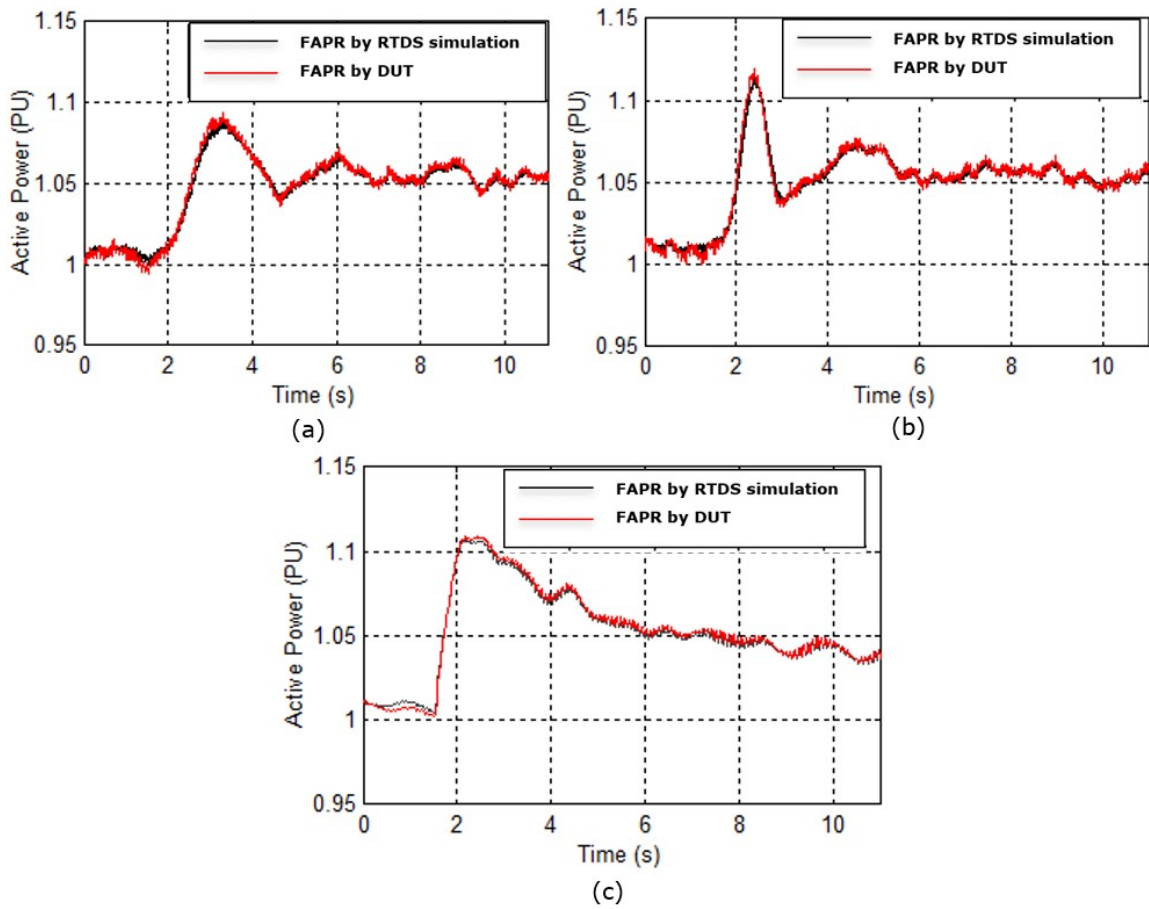 1.15
FAPR by RTDS simulation
FAPR by DUT
1.1
1.05
1
0.95
Active Power (PU)
0 2 4 6 8 10
Time (s)
(a)
1.15
FAPR by RTDS simulation
FAPR by DUT
1.1
1.05
1
0.95
Active Power (PU)
0 2 4 6 8 10
Time (s)
(b)
1.15
FAPR by RTDS simulation
FAPR by DUT
1.1
1.05
1
0.95
Active Power (PU)
0 2 4 6 8 10
Time (s)
(c)